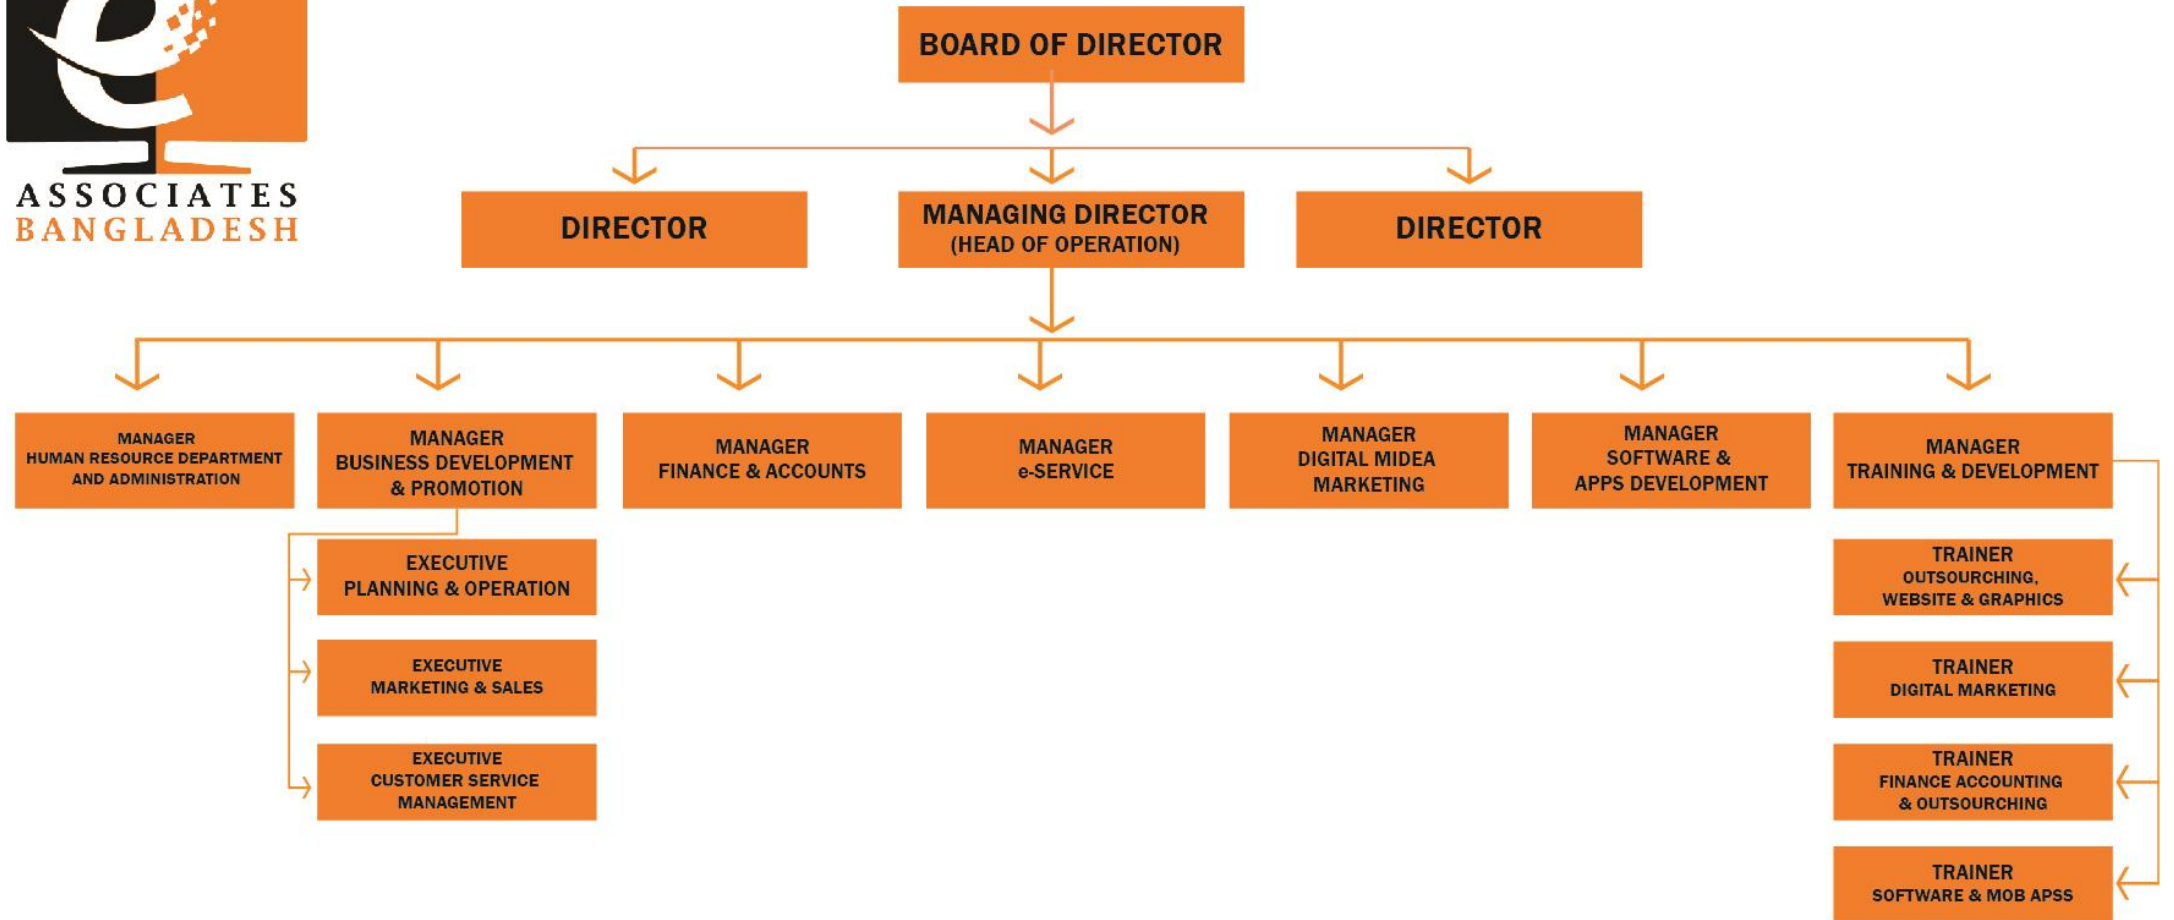 e
ASSOCIATES
BANGLADESH
BOARD OF DIRECTOR
DIRECTOR
MANAGING DIRECTOR
(HEAD OF OPERATION)
DIRECTOR
MANAGER
HUMAN RESOURCE DEPARTMENT
AND ADMINISTRATION
MANAGER
BUSINESS DEVELOPMENT
& PROMOTION
MANAGER
FINANCE & ACCOUNTS
MANAGER
e-SERVICE
MANAGER
DIGITAL MIDEA
MARKETING
MANAGER
SOFTWARE &
APPS DEVELOPMENT
MANAGER
TRAINING & DEVELOPMENT
EXECUTIVE
PLANNING & OPERATION
EXECUTIVE
MARKETING & SALES
EXECUTIVE
CUSTOMER SERVICE
MANAGEMENT
TRAINER
OUTSOURCHING,
WEBSITE & GRAPHICS
TRAINER
DIGITAL MARKETING
TRAINER
FINANCE ACCOUNTING
& OUTSOURCHING
TRAINER
SOFTWARE & MOB APSS